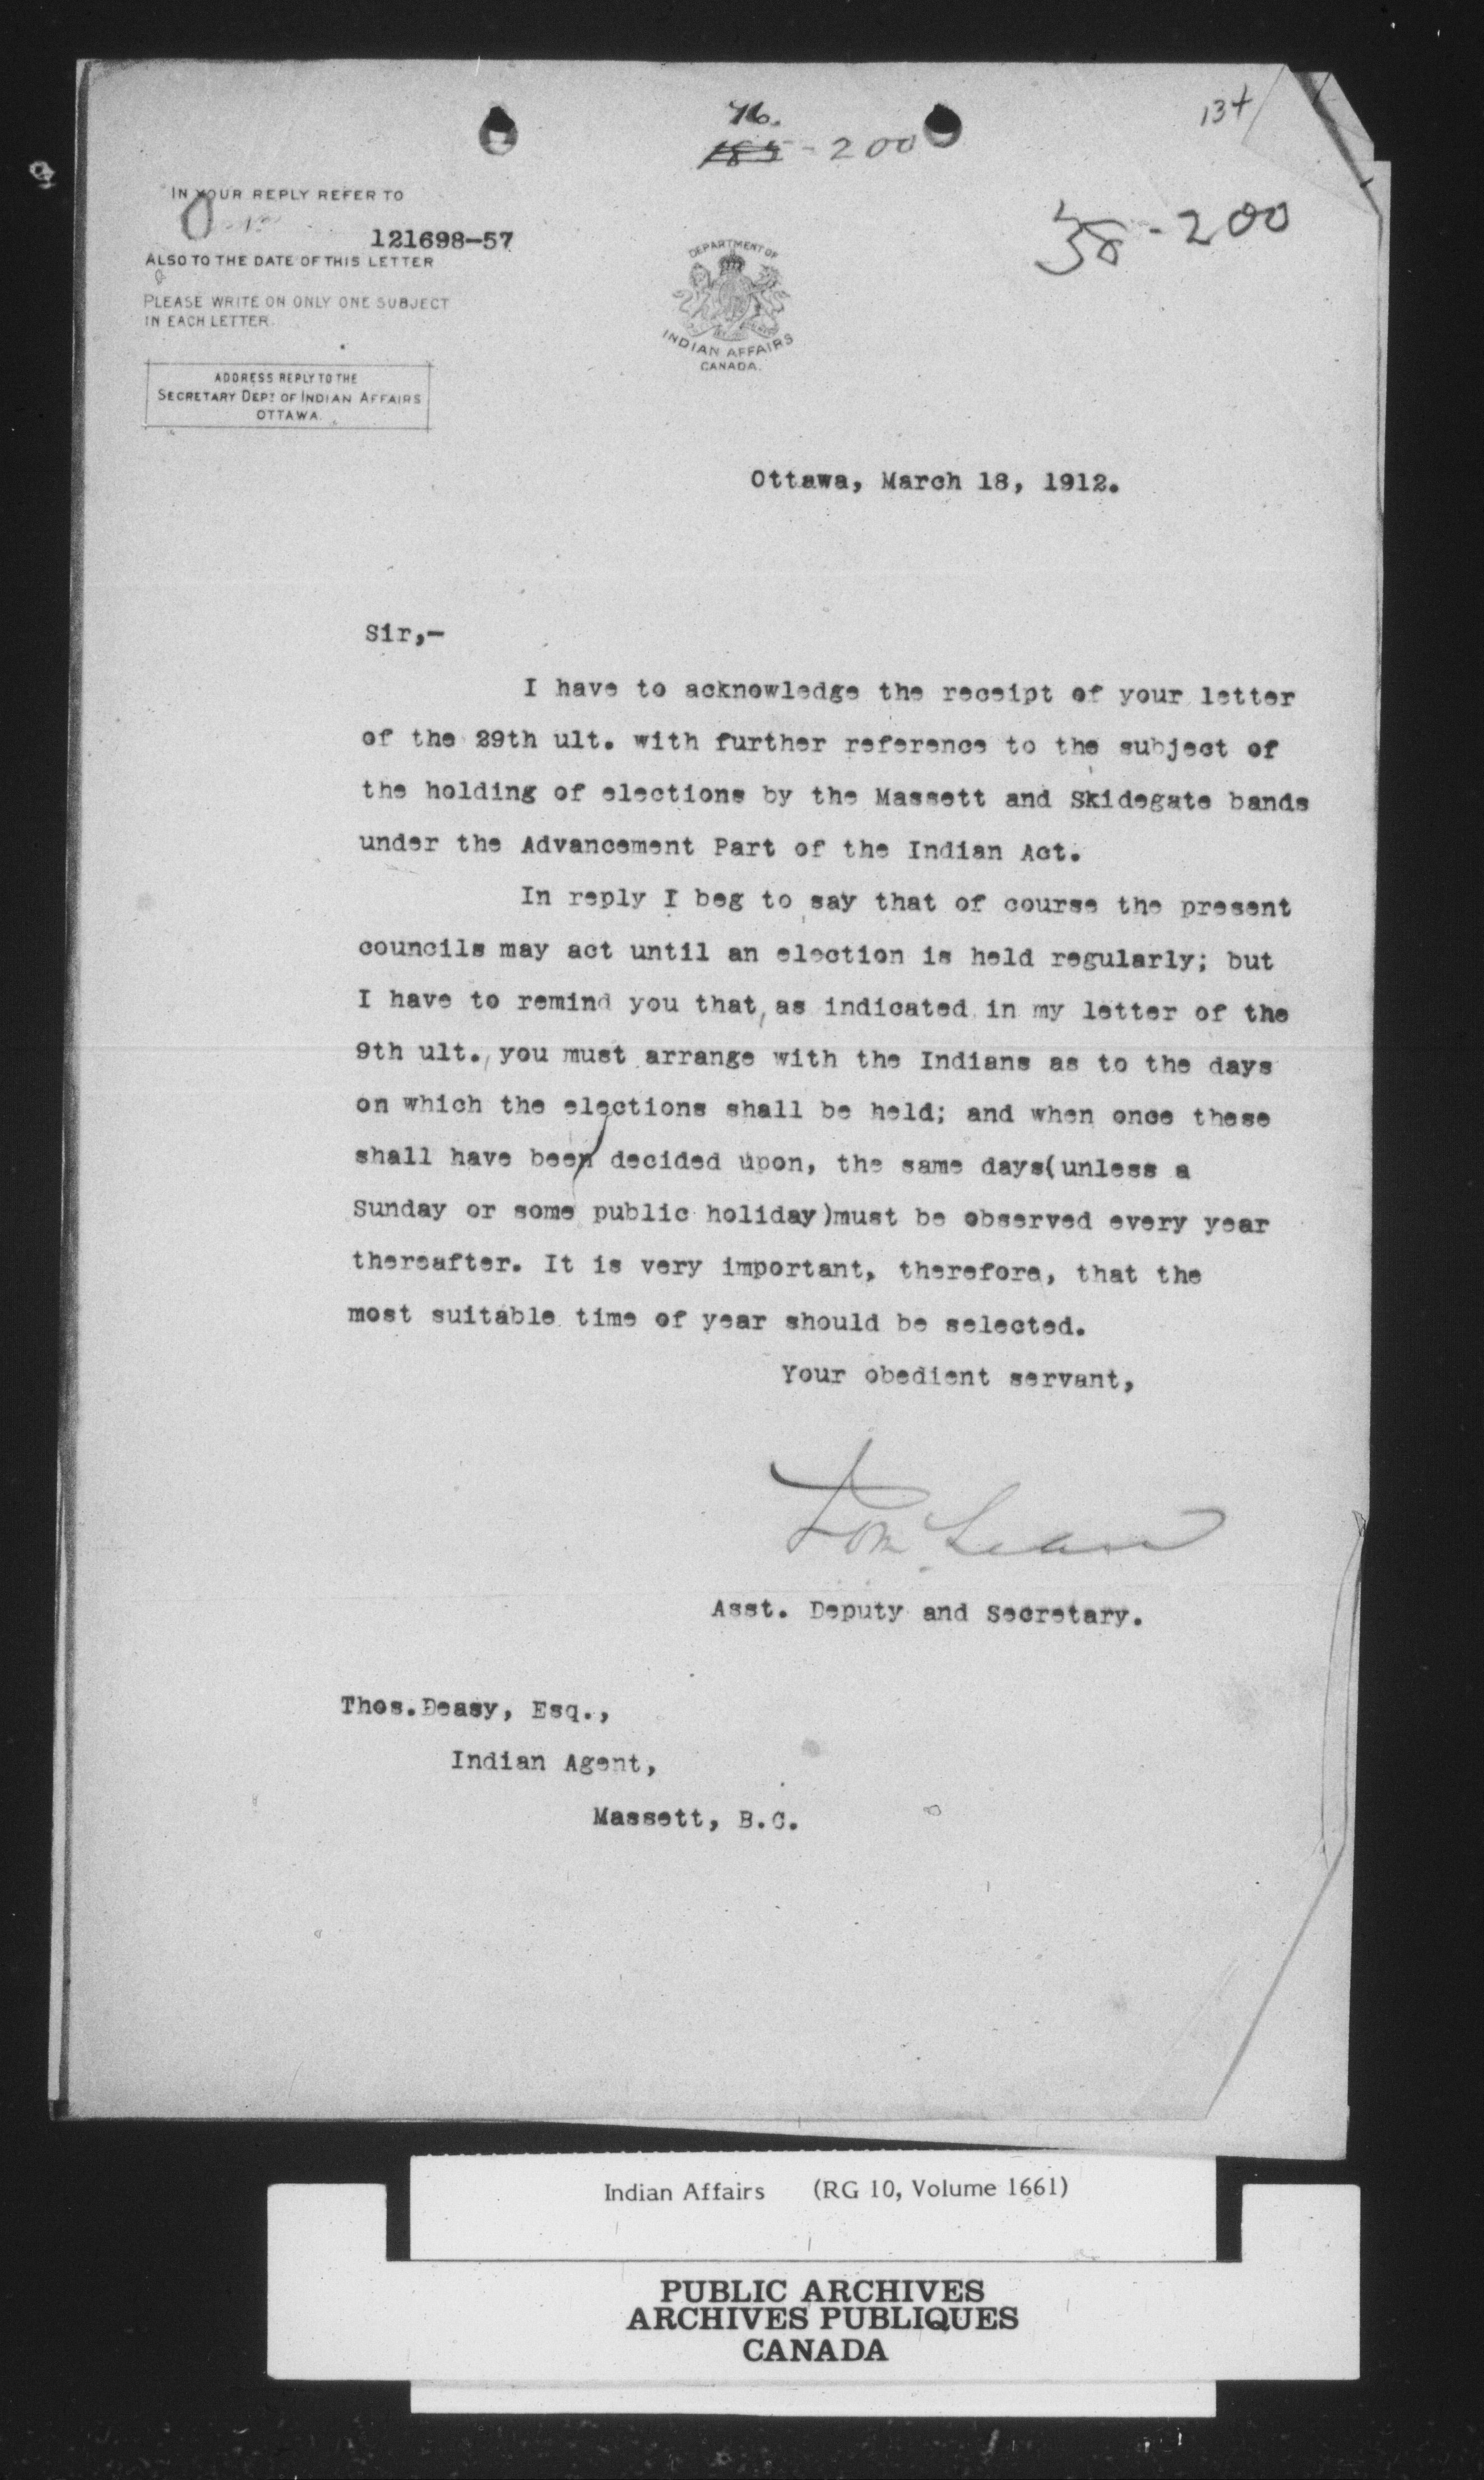 76.
185 - 200
134
38 - 200
IN YOUR REPLY REFER TO
121698-57
ALSO TO THE DATE OF THIS LETTER
PLEASE WRITE ON ONLY ONE SUBJECT
IN EACH LETTER.
ADDRESS REPLY TO THE
SECRETARY DEPT OF INDIAN AFFAIRS
OTTAWA.
DEPARTMENT OF
INDIAN AFFAIRS
CANADA.
Ottawa, March 18, 1912.
Sir,-
I have to acknowledge the receipt of your letter
of the 29th ult. with further reference to the subject of
the holding of elections by the Massett and Skidegate bands
under the Advancement Part of the Indian Act.
In reply I beg to say that of course the present
councils may act until an election is held regularly; but
I have to remind you that, as indicated in my letter of the
9th ult., you must arrange with the Indians as to the days
on which the elections shall be held; and when once these
shall have been decided upon, the same days(unless a
Sunday or some public holiday)must be observed every year
thereafter. It is very important, therefore, that the
most suitable time of year should be selected.
Your obedient servant,
Asst. Deputy and Secretary.
Thos.Deasy, Esq.,
Indian Agent,
Massett, B.C.
Indian Affairs (RG 10, Volume 1661)
PUBLIC ARCHIVES
ARCHIVES PUBLIQUES
CANADA